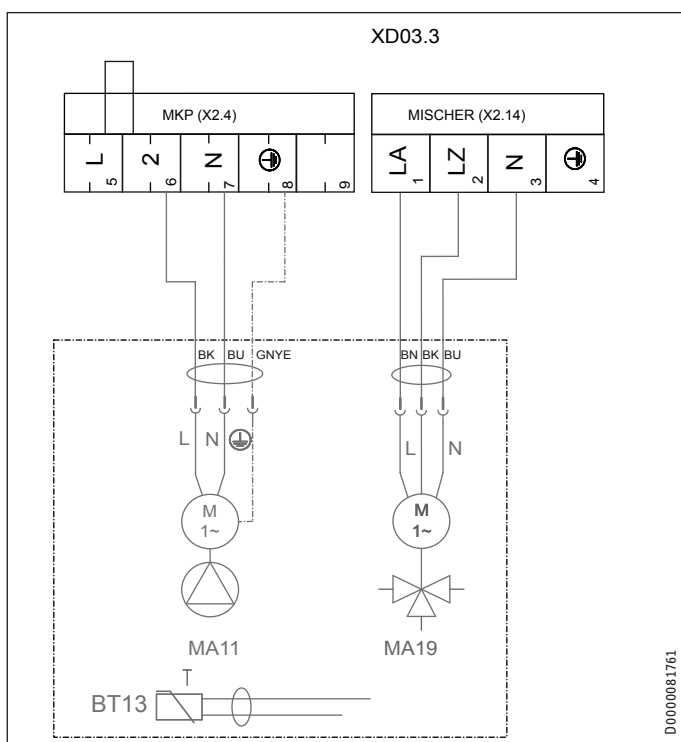 XD03.3
MKP (X2.4)
MISCHER (X2.14)
L 5 2 6 N 7 8 9
LA 1 LZ 2 N 3 4
BK BU GNYE
BN BK BU
L N
L N
M 1~
M 1~
MA11
MA19
T
BT13
D0000081761